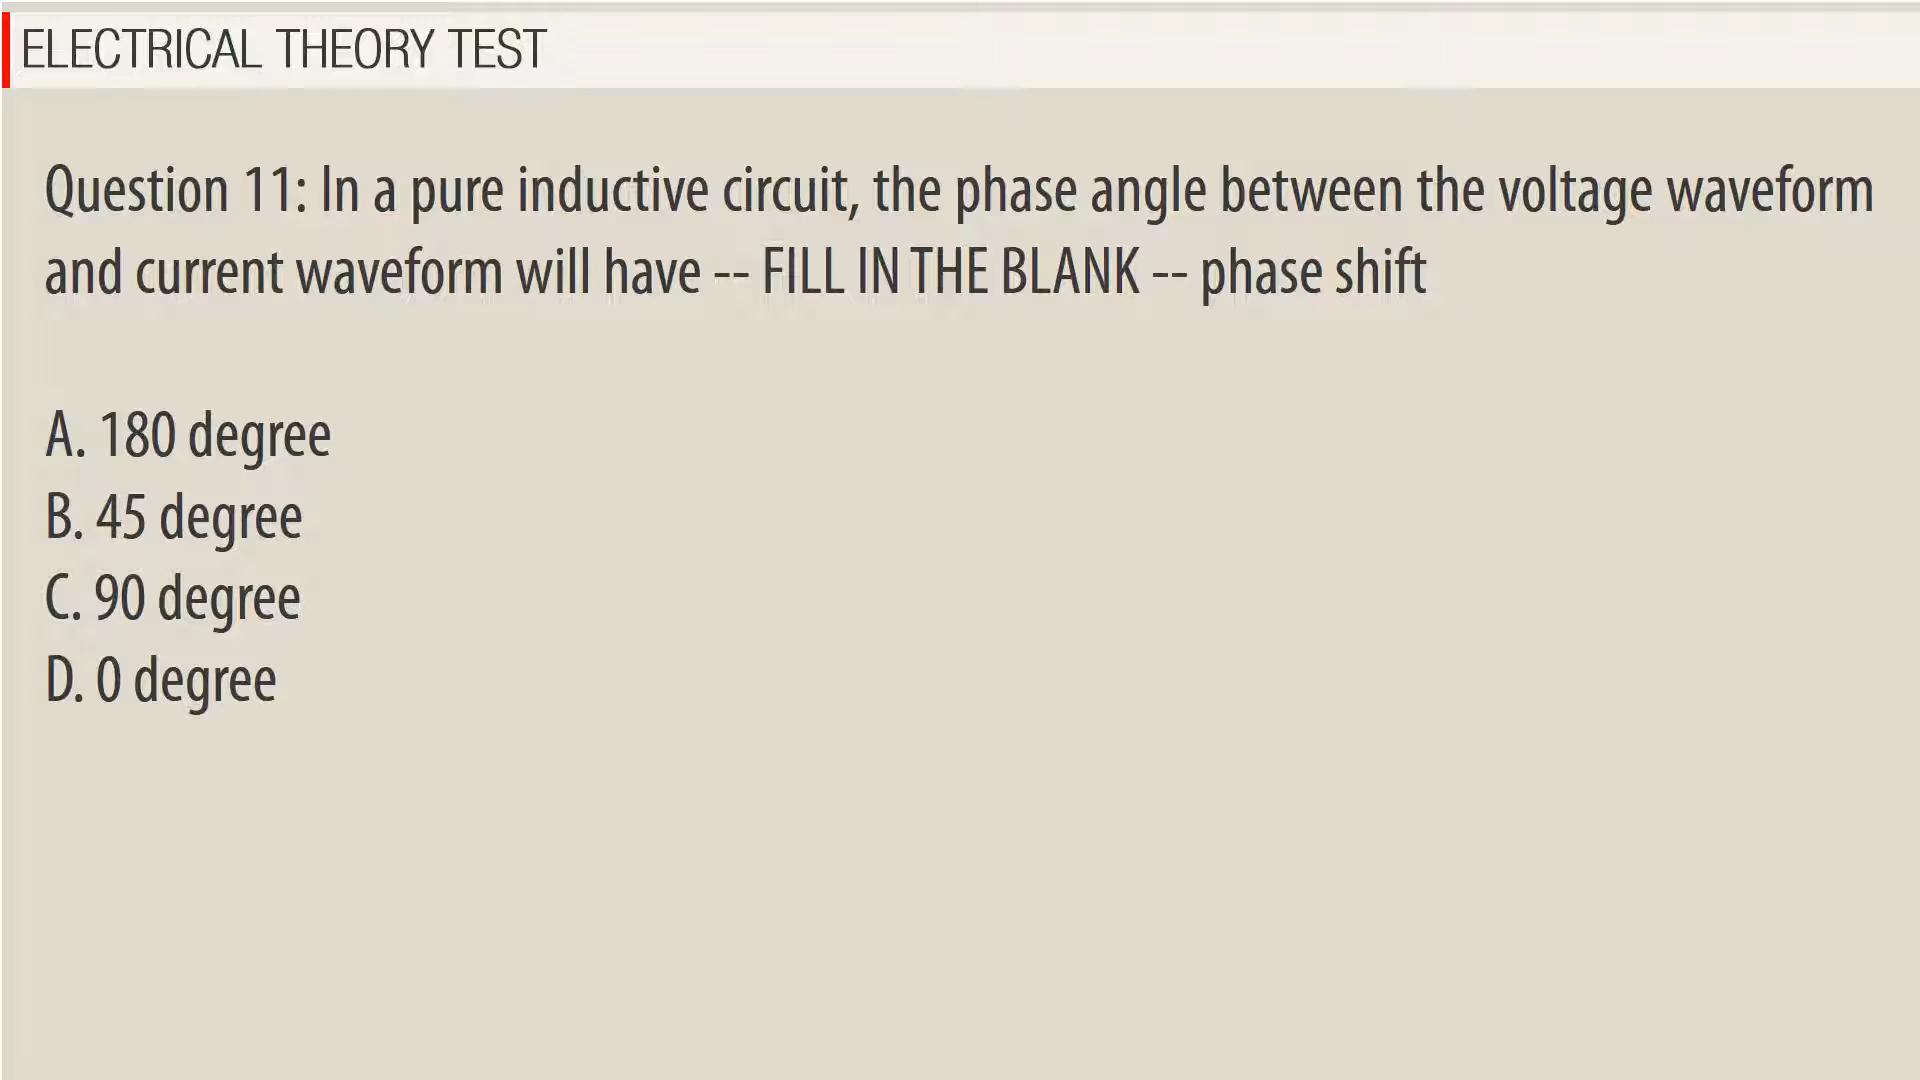 ELECTRICAL THEORY TEST
Question 11: In a pure inductive circuit, the phase angle between the voltage waveform
and current waveform will have -- FILL IN THE BLANK -- phase shift
A. 180 degree
B. 45 degree
C. 90 degree
D. 0 degree